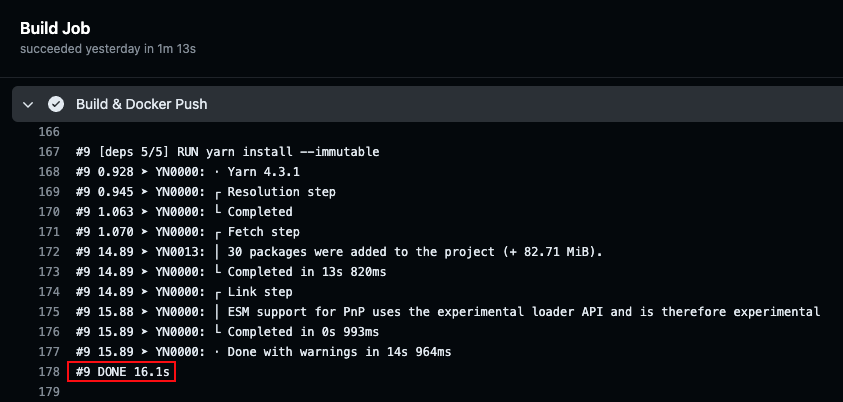 Build Job
succeeded yesterday in 1m 13s
Build & Docker Push
166
167 #9 [deps 5/5] RUN yarn install --immutable
168 #9 0.928 ➤ YN0000: · Yarn 4.3.1
169 #9 0.945 ➤ YN0000: ┌ Resolution step
170 #9 1.063 ➤ YN0000: └ Completed
171 #9 1.070 ➤ YN0000: ┌ Fetch step
172 #9 14.89 ➤ YN0013: │ 30 packages were added to the project (+ 82.71 MiB).
173 #9 14.89 ➤ YN0000: └ Completed in 13s 820ms
174 #9 14.89 ➤ YN0000: ┌ Link step
175 #9 15.88 ➤ YN0000: │ ESM support for PnP uses the experimental loader API and is therefore experimental
176 #9 15.89 ➤ YN0000: └ Completed in 0s 993ms
177 #9 15.89 ➤ YN0000: · Done with warnings in 14s 964ms
178 #9 DONE 16.1s
179